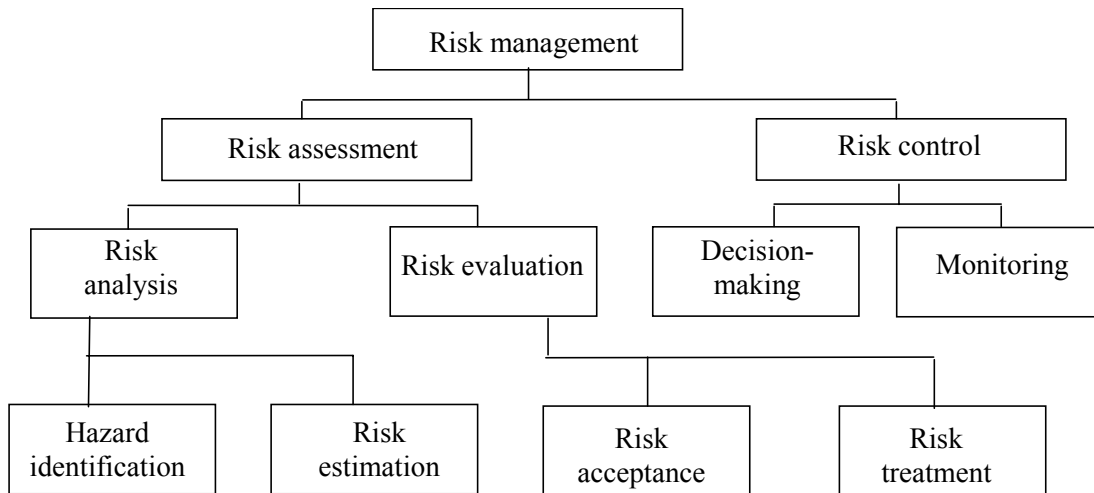 Risk management
Risk assessment
Risk control
Risk
analysis
Risk evaluation
Decision-
making
Monitoring
Hazard
identification
Risk
estimation
Risk
acceptance
Risk
treatment